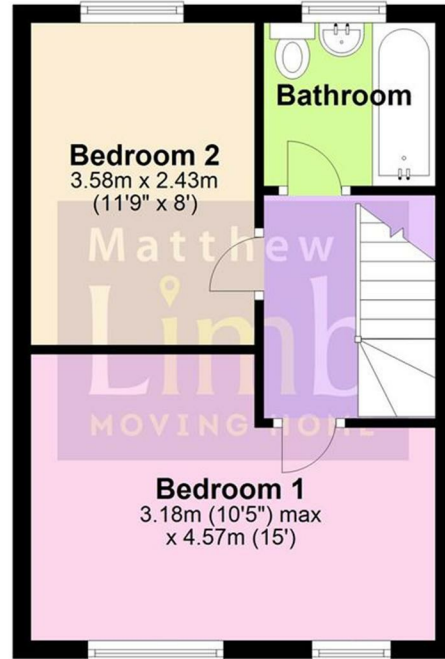 Bathroom
Bedroom 2
3.58m x 2.43m
(11'9" x 8')
Matthew
Limb
MOVING HOME
Bedroom 1
3.18m (10'5") max
x 4.57m (15')